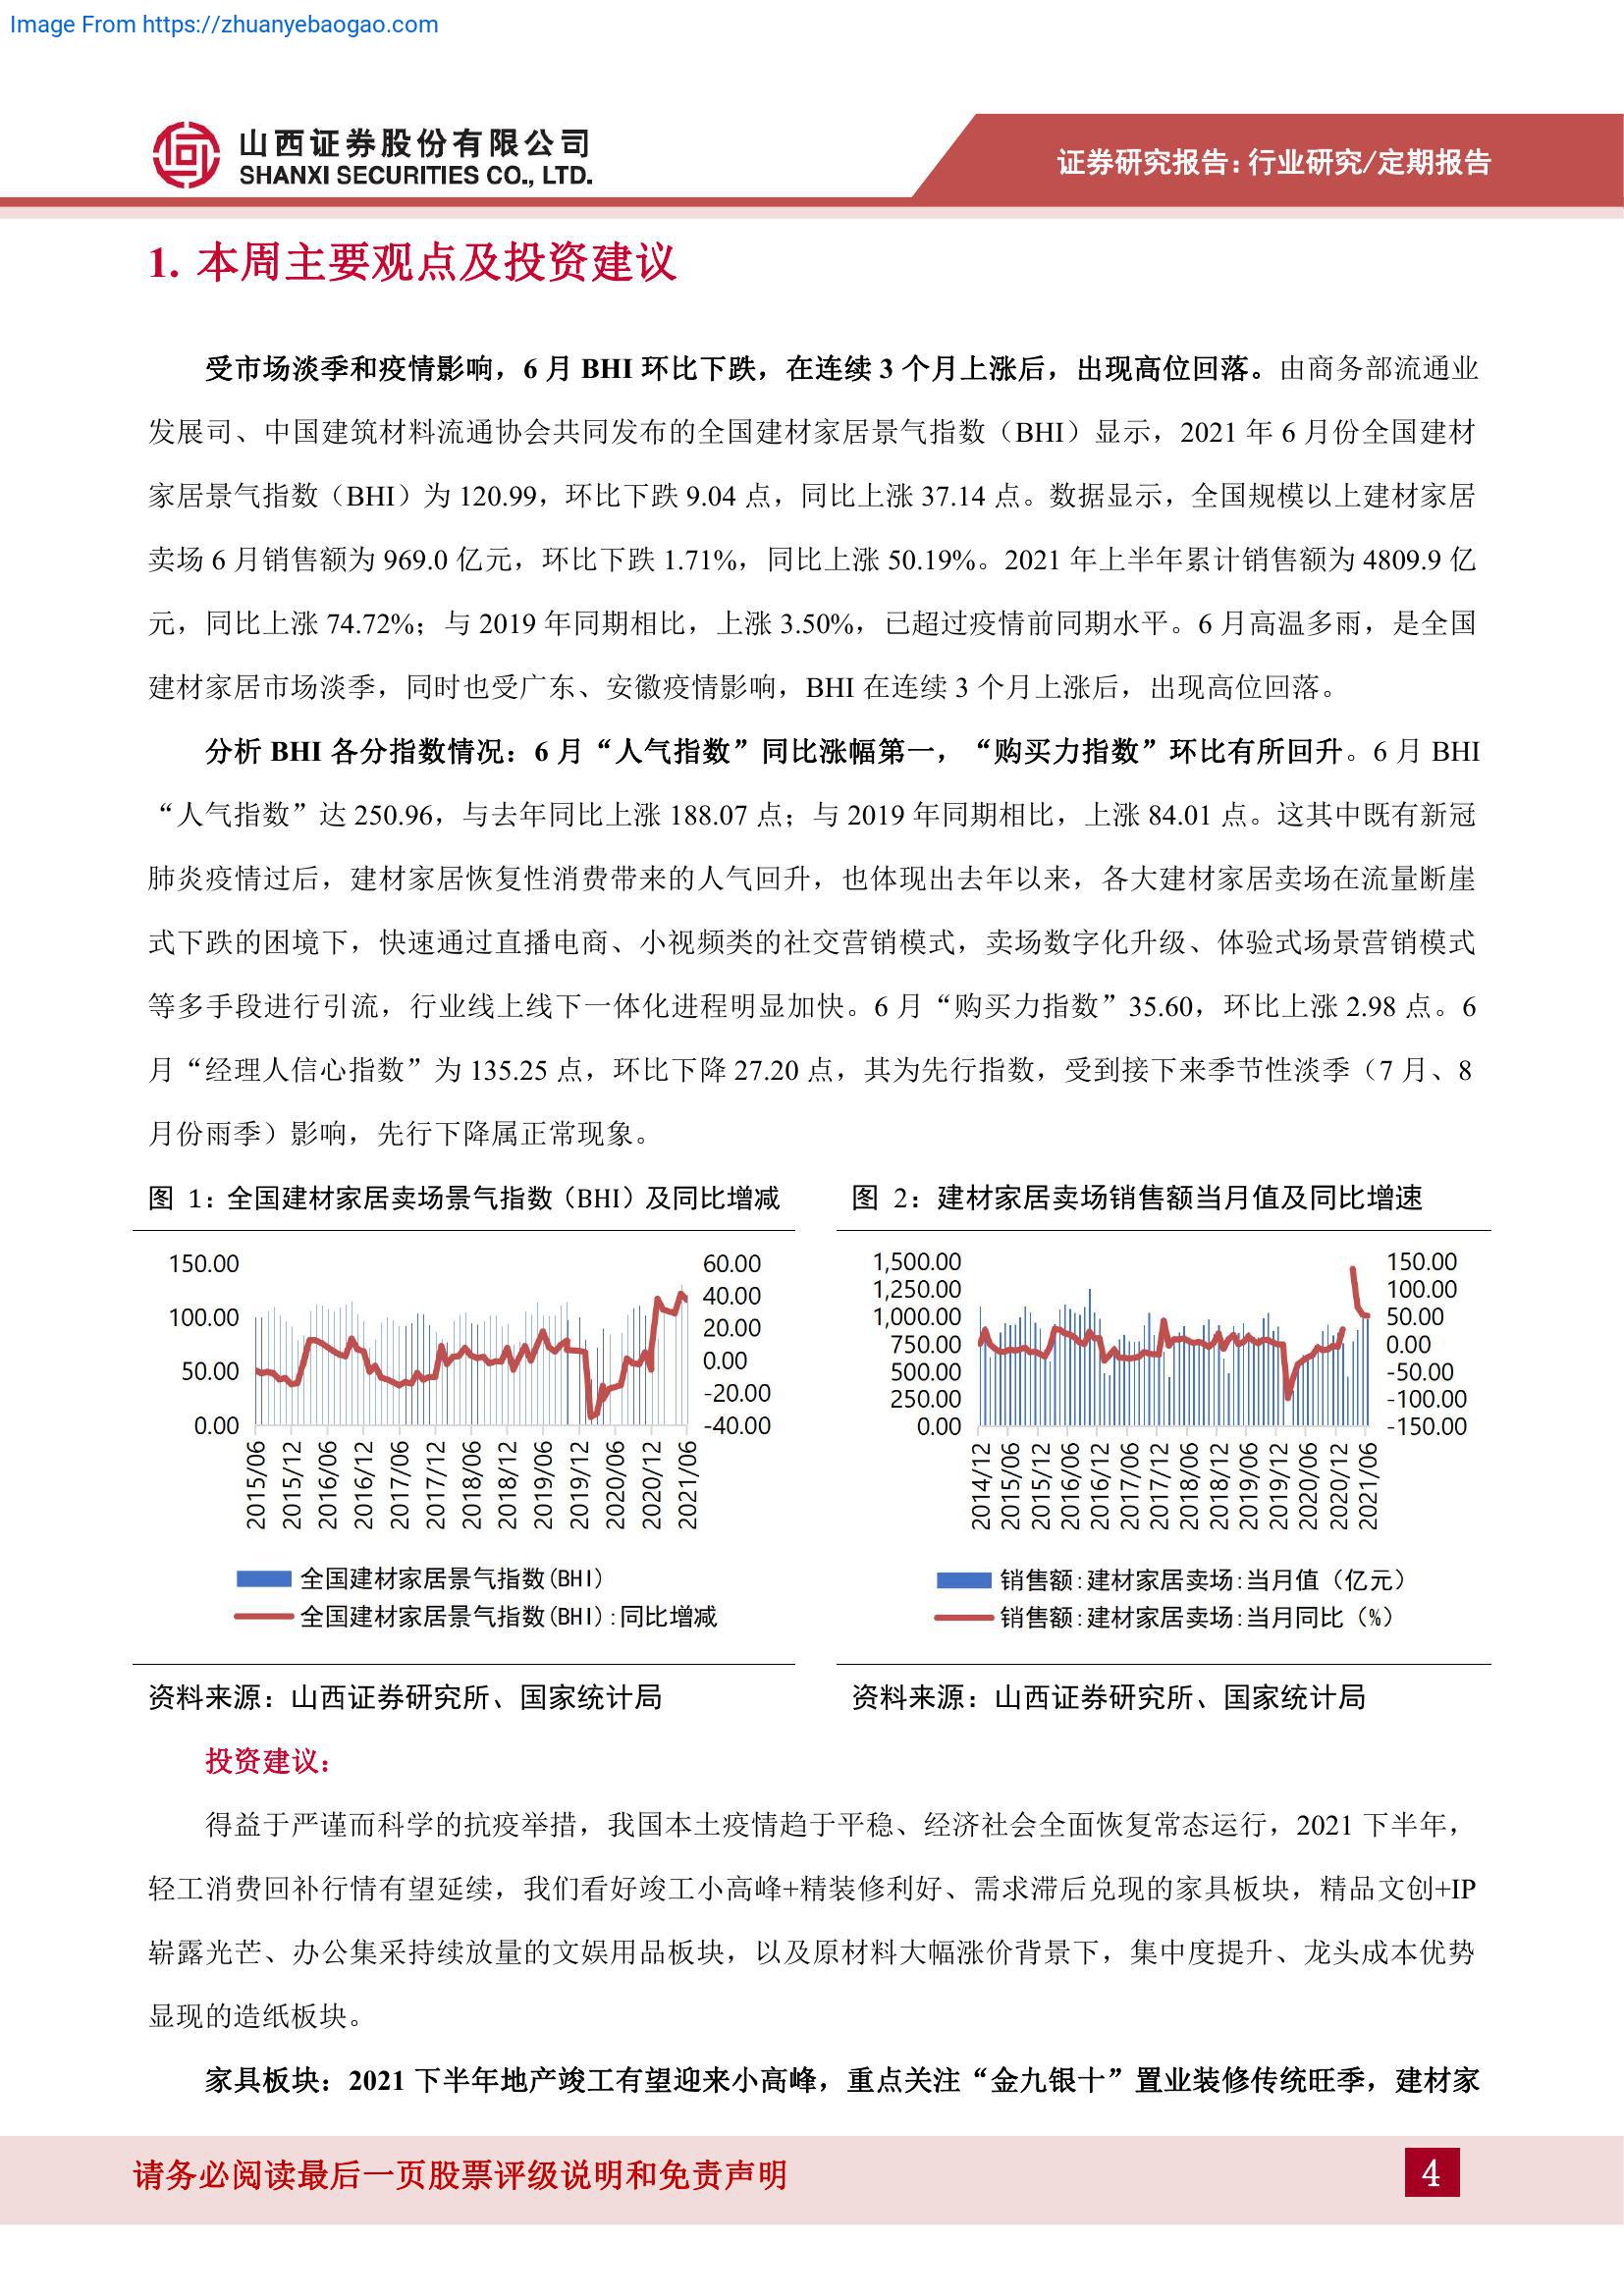 Image From https://zhuanyebaogao.com
山西证券股份有限公司
SHANXI SECURITIES CO., LTD.
证券研究报告:行业研究/定期报告
1. 本周主要观点及投资建议
受市场淡季和疫情影响，6 月 BHI 环比下跌，在连续 3 个月上涨后，出现高位回落。由商务部流通业
发展司、中国建筑材料流通协会共同发布的全国建材家居景气指数（BHI）显示，2021 年 6 月份全国建材
家居景气指数（BHI）为 120.99，环比下跌 9.04 点，同比上涨 37.14 点。数据显示，全国规模以上建材家居
卖场 6 月销售额为 969.0 亿元，环比下跌 1.71%，同比上涨 50.19%。2021 年上半年累计销售额为 4809.9 亿
元，同比上涨 74.72%；与 2019 年同期相比，上涨 3.50%，已超过疫情前同期水平。6 月高温多雨，是全国
建材家居市场淡季，同时也受广东、安徽疫情影响，BHI 在连续 3 个月上涨后，出现高位回落。
分析 BHI 各分指数情况：6 月“人气指数”同比涨幅第一，“购买力指数”环比有所回升。6 月 BHI
“人气指数”达 250.96，与去年同比上涨 188.07 点；与 2019 年同期相比，上涨 84.01 点。这其中既有新冠
肺炎疫情过后，建材家居恢复性消费带来的人气回升，也体现出去年以来，各大建材家居卖场在流量断崖
式下跌的困境下，快速通过直播电商、小视频类的社交营销模式，卖场数字化升级、体验式场景营销模式
等多手段进行引流，行业线上线下一体化进程明显加快。6 月“购买力指数”35.60，环比上涨 2.98 点。6
月“经理人信心指数”为 135.25 点，环比下降 27.20 点，其为先行指数，受到接下来季节性淡季（7 月、8
月份雨季）影响，先行下降属正常现象。
图 1：全国建材家居卖场景气指数（BHI）及同比增减
150.00
100.00
50.00
0.00
60.00
40.00
20.00
0.00
-20.00
-40.00
2015/06
2015/12
2016/06
2016/12
2017/06
2017/12
2018/06
2018/12
2019/06
2019/12
2020/06
2020/12
2021/06
全国建材家居景气指数(BHI)
全国建材家居景气指数(BHI):同比增减
资料来源：山西证券研究所、国家统计局
图 2：建材家居卖场销售额当月值及同比增速
1,500.00
1,250.00
1,000.00
750.00
500.00
250.00
0.00
150.00
100.00
50.00
0.00
-50.00
-100.00
-150.00
2014/12
2015/06
2015/12
2016/06
2016/12
2017/06
2017/12
2018/06
2018/12
2019/06
2019/12
2020/06
2020/12
2021/06
销售额:建材家居卖场:当月值（亿元）
销售额:建材家居卖场:当月同比（%）
资料来源：山西证券研究所、国家统计局
投资建议：
得益于严谨而科学的抗疫举措，我国本土疫情趋于平稳、经济社会全面恢复常态运行，2021 下半年，
轻工消费回补行情有望延续，我们看好竣工小高峰+精装修利好、需求滞后兑现的家具板块，精品文创+IP
崭露光芒、办公集采持续放量的文娱用品板块，以及原材料大幅涨价背景下，集中度提升、龙头成本优势
显现的造纸板块。
家具板块：2021 下半年地产竣工有望迎来小高峰，重点关注“金九银十”置业装修传统旺季，建材家
请务必阅读最后一页股票评级说明和免责声明
4